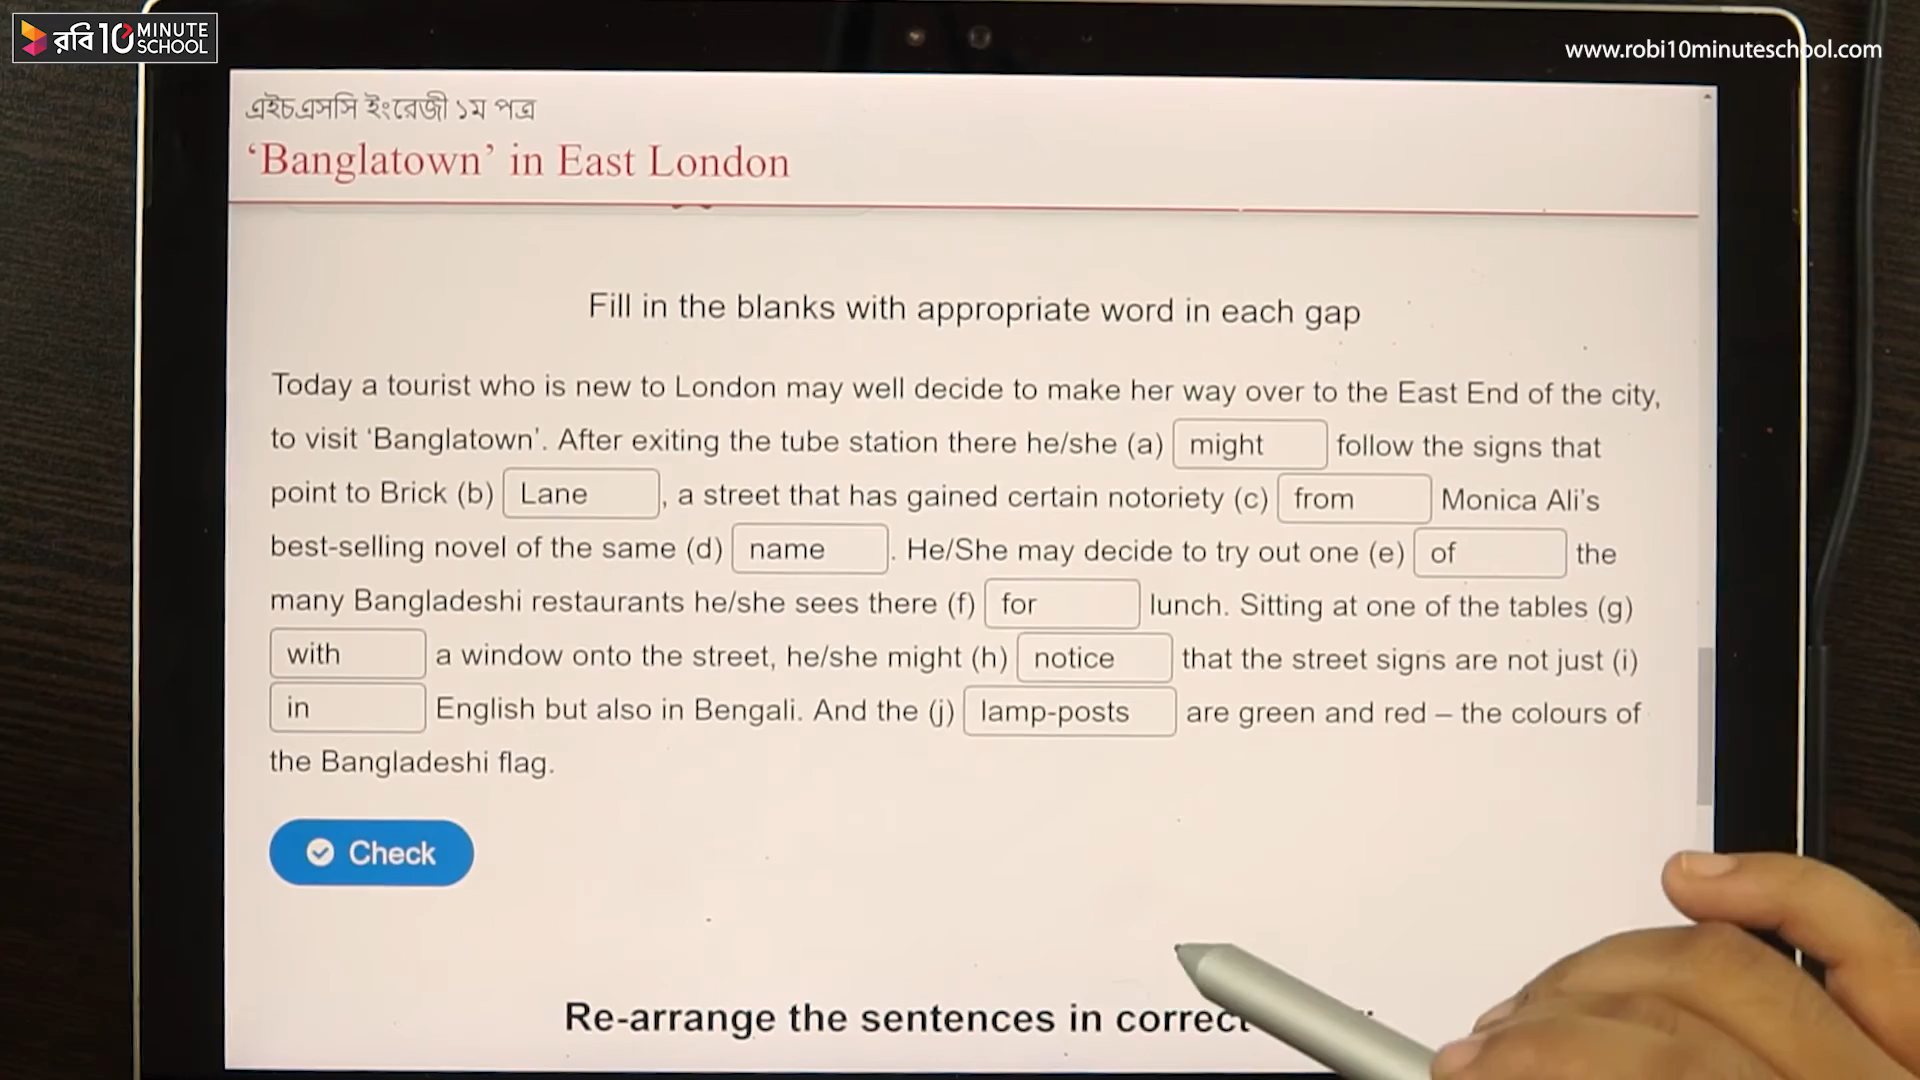 রবি 10 MINUTE SCHOOL
www.robi10minuteschool.com
এইচএসসি ইংরেজী ১ম পত্র
‘Banglatown’ in East London
Fill in the blanks with appropriate word in each gap
Today a tourist who is new to London may well decide to make her way over to the East End of the city,
to visit ‘Banglatown’. After exiting the tube station there he/she (a) might follow the signs that
point to Brick (b) Lane , a street that has gained certain notoriety (c) from Monica Ali’s
best-selling novel of the same (d) name . He/She may decide to try out one (e) of the
many Bangladeshi restaurants he/she sees there (f) for lunch. Sitting at one of the tables (g)
with a window onto the street, he/she might (h) notice that the street signs are not just (i)
in English but also in Bengali. And the (j) lamp-posts are green and red – the colours of
the Bangladeshi flag.
Check
Re-arrange the sentences in correct